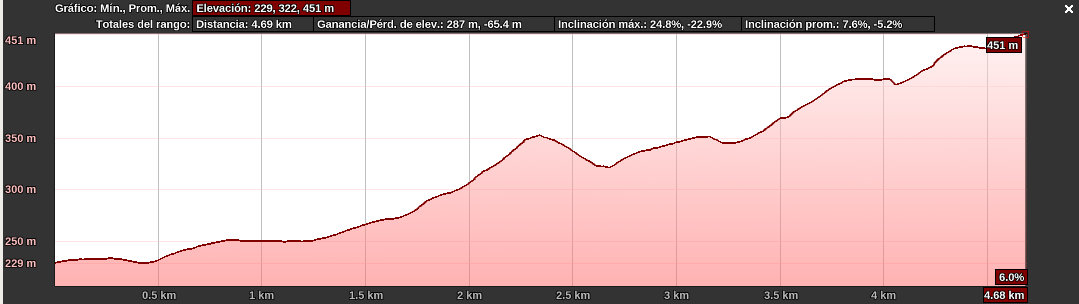 Gráfico: Min., Prom., Máx. Elevación: 229, 322, 451 m
Totales del rango: Distancia: 4.69 km Ganancia/Pérd. de elev.: 287 m, -65.4 m Inclinación máx.: 24.8%, -22.9% Inclinación prom.: 7.6%, -5.2%
451 m
451 m
400 m
350 m
300 m
250 m
229 m
6.0%
0.5 km 1 km 1.5 km 2 km 2.5 km 3 km 3.5 km 4 km 4.68 km